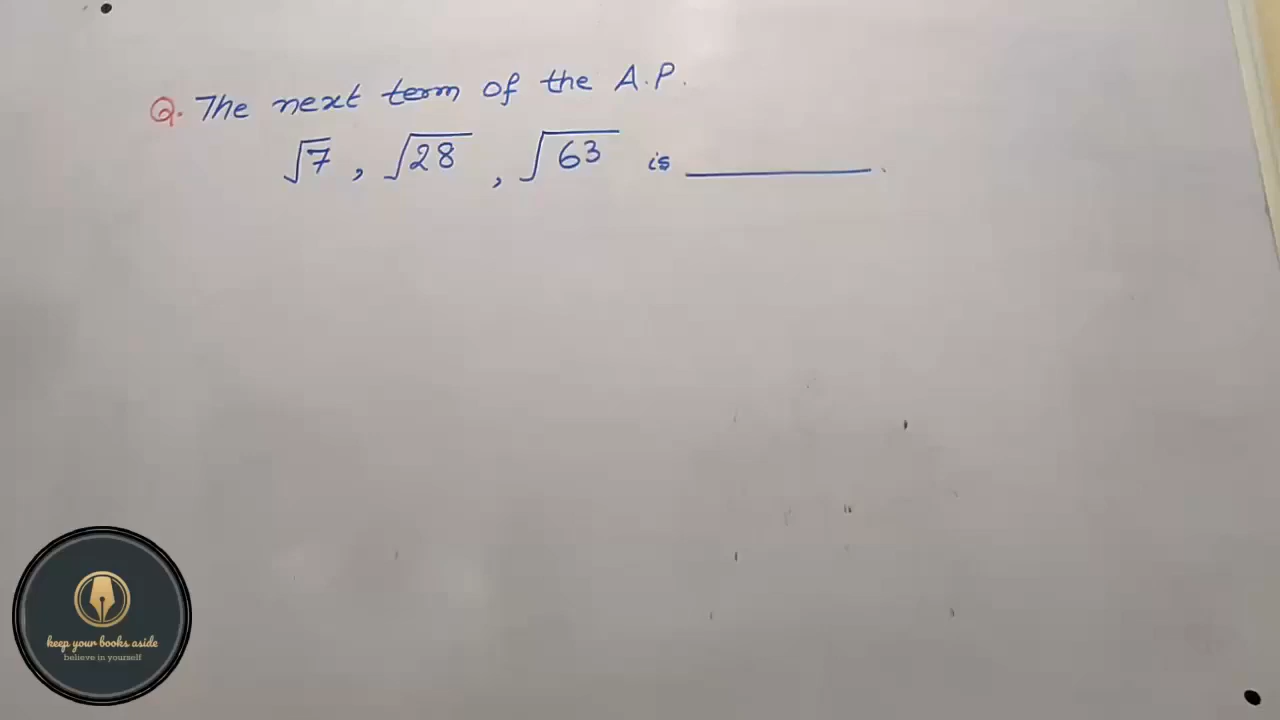 Q. The next term of the A.P.
√7 , √28 , √63 is ________.
keep your books aside
believe in yourself